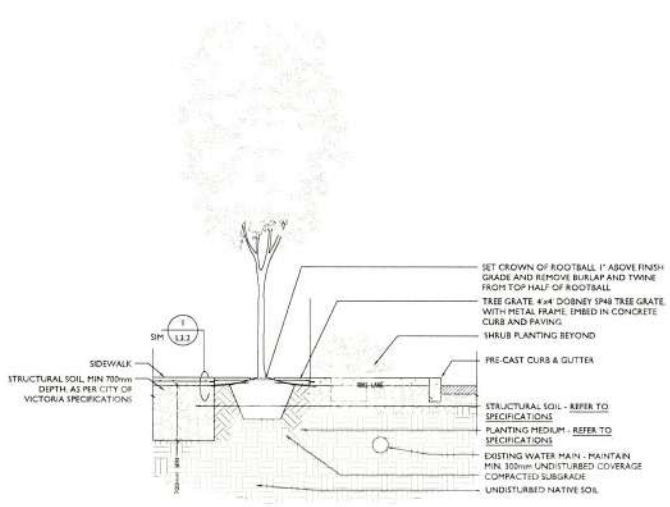 SET CROWN OF ROOTBALL 1" ABOVE FINISH
GRADE AND REMOVE BURLAP AND TWINE
FROM TOP HALF OF ROOTBALL
TREE GRATE, 4'x4' DOBNEY SP48 TREE GRATE,
WITH METAL FRAME, EMBED IN CONCRETE
CURB AND PAVING
SHRUB PLANTING BEYOND
PRE-CAST CURB & GUTTER
STRUCTURAL SOIL - REFER TO
SPECIFICATIONS
PLANTING MEDIUM - REFER TO
SPECIFICATIONS
EXISTING WATER MAIN - MAINTAIN
MIN. 300mm UNDISTURBED COVERAGE
COMPACTED SUBGRADE
UNDISTURBED NATIVE SOIL
1
SIM
L3.2
SIDEWALK
STRUCTURAL SOIL, MIN 700mm
DEPTH, AS PER CITY OF
VICTORIA SPECIFICATIONS
BIKE LANE
700mm MIN